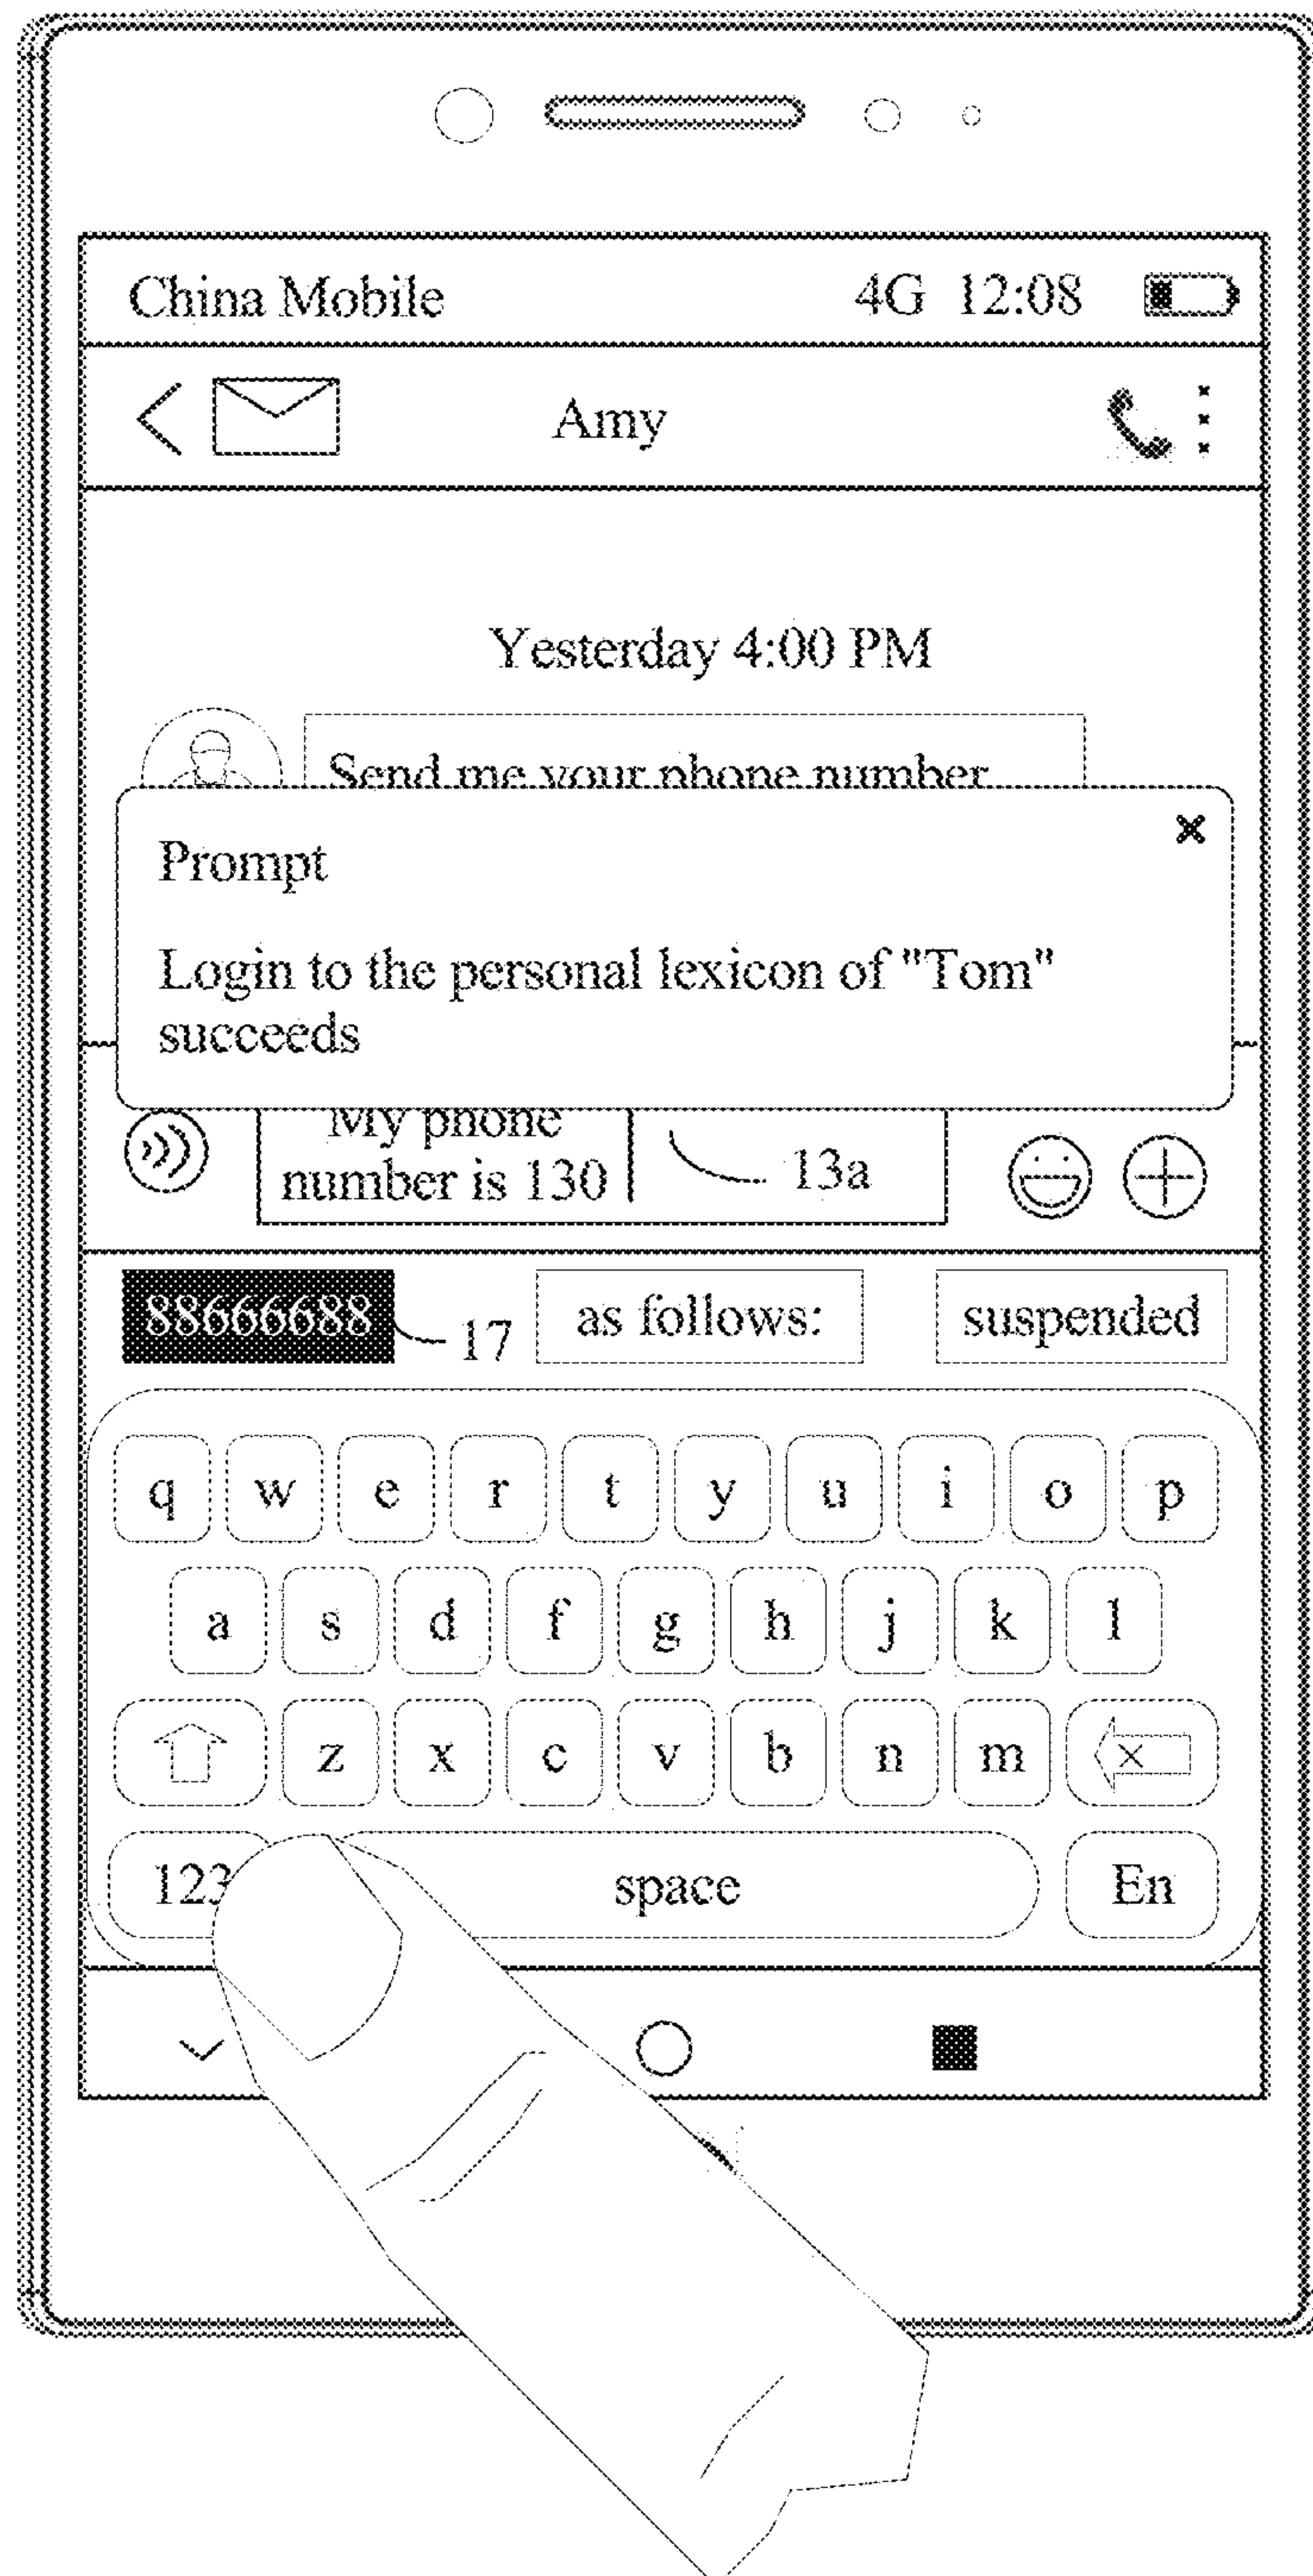 China Mobile 4G 12:08
Amy
Yesterday 4:00 PM
Send me your phone number
Prompt
Login to the personal lexicon of "Tom"
succeeds
My phone
number is 130 13a
88666688 17 as follows: suspended
q w e r t y u i o p
a s d f g h j k l
z x c v b n m
123 space En